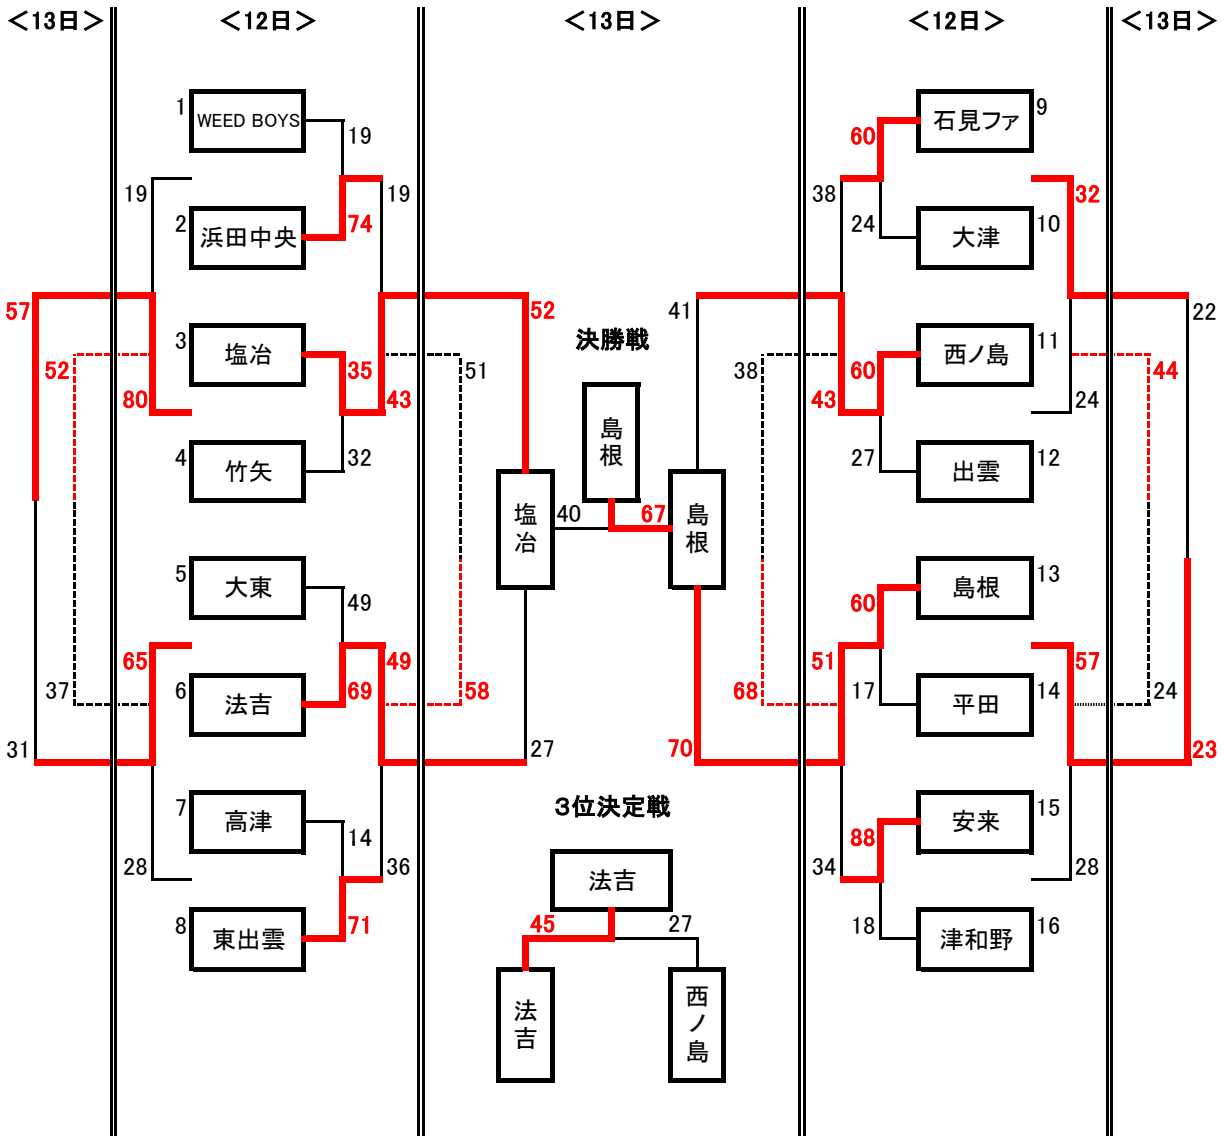 ＜13日＞ ＜12日＞ ＜13日＞ ＜12日＞ ＜13日＞
1 WEED BOYS 石見ファ 9
19 60
19 19 38 32
2 浜田中央 74 24 大津 10
57 52 41 22
決勝戦
3 塩冶 西ノ島 11
52 35 51 38 60 44
80 43 43 24
島根
4 竹矢 32 27 出雲 12
塩冶 40 67 島根
5 大東 島根 13
49 60
65 49 51 57
37 6 法吉 69 58 68 17 平田 14 24
31 27 70 23
3位決定戦
7 高津 安来 15
14 88
28 36 34 28
法吉
8 東出雲 71 45 27 18 津和野 16
法吉 西ノ島